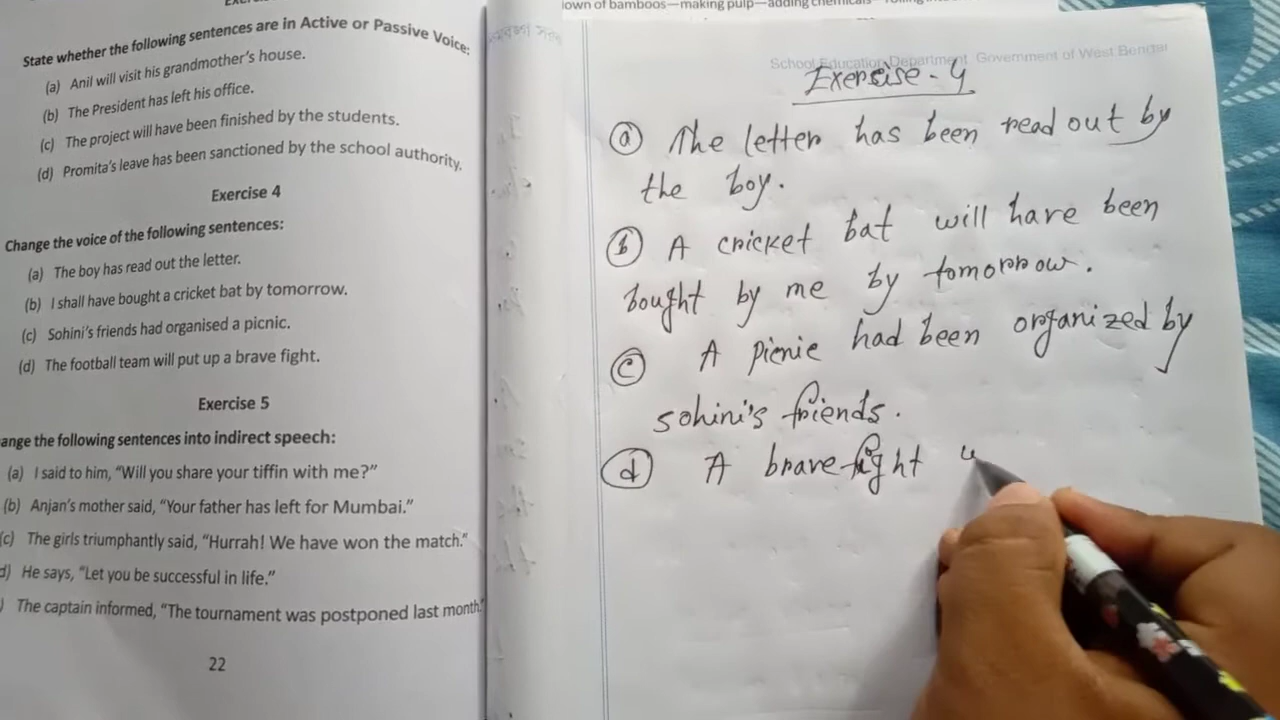 State whether the following sentences are in Active or Passive Voice:
(a) Anil will visit his grandmother's house.
(b) The President has left his office.
(c) The project will have been finished by the students.
(d) Promita's leave has been sanctioned by the school authority.
Exercise 4
Change the voice of the following sentences:
(a) The boy has read out the letter.
(b) I shall have bought a cricket bat by tomorrow.
(c) Sohini's friends had organised a picnic.
(d) The football team will put up a brave fight.
Exercise 5
ange the following sentences into indirect speech:
(a) I said to him, “Will you share your tiffin with me?”
(b) Anjan's mother said, “Your father has left for Mumbai.”
(c) The girls triumphantly said, “Hurrah! We have won the match.”
d) He says, “Let you be successful in life.”
) The captain informed, “The tournament was postponed last month.”
22
own of bamboos—making pulp—adding chemicals—
School Education Department Government of West Bengal
Exercise - 4
(a) The letter has been read out by
the boy.
(b) A cricket bat will have been
bought by me by tomorrow.
(c) A picnic had been organized by
sohini's friends.
(d) A brave fight